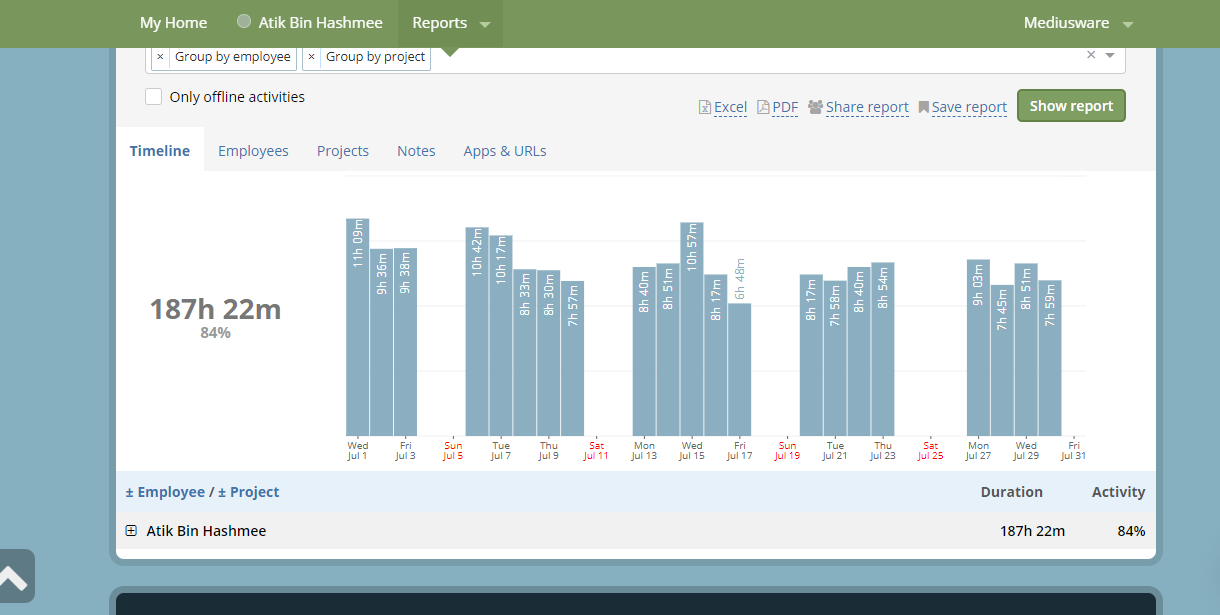 My Home Atik Bin Hashmee Reports Mediusware
× Group by employee × Group by project ×
Only offline activities
Excel PDF Share report Save report Show report
Timeline Employees Projects Notes Apps & URLs
187h 22m
84%
11h 09m 9h 36m 9h 38m 10h 42m 10h 17m 8h 33m 8h 30m 7h 57m 8h 40m 8h 51m 10h 57m 8h 17m 6h 48m 8h 17m 7h 58m 8h 40m 8h 54m 9h 03m 7h 45m 8h 51m 7h 59m
Wed Fri Sun Tue Thu Sat Mon Wed Fri Sun Tue Thu Sat Mon Wed Fri
Jul 1 Jul 3 Jul 5 Jul 7 Jul 9 Jul 11 Jul 13 Jul 15 Jul 17 Jul 19 Jul 21 Jul 23 Jul 25 Jul 27 Jul 29 Jul 31
± Employee / ± Project Duration Activity
Atik Bin Hashmee 187h 22m 84%